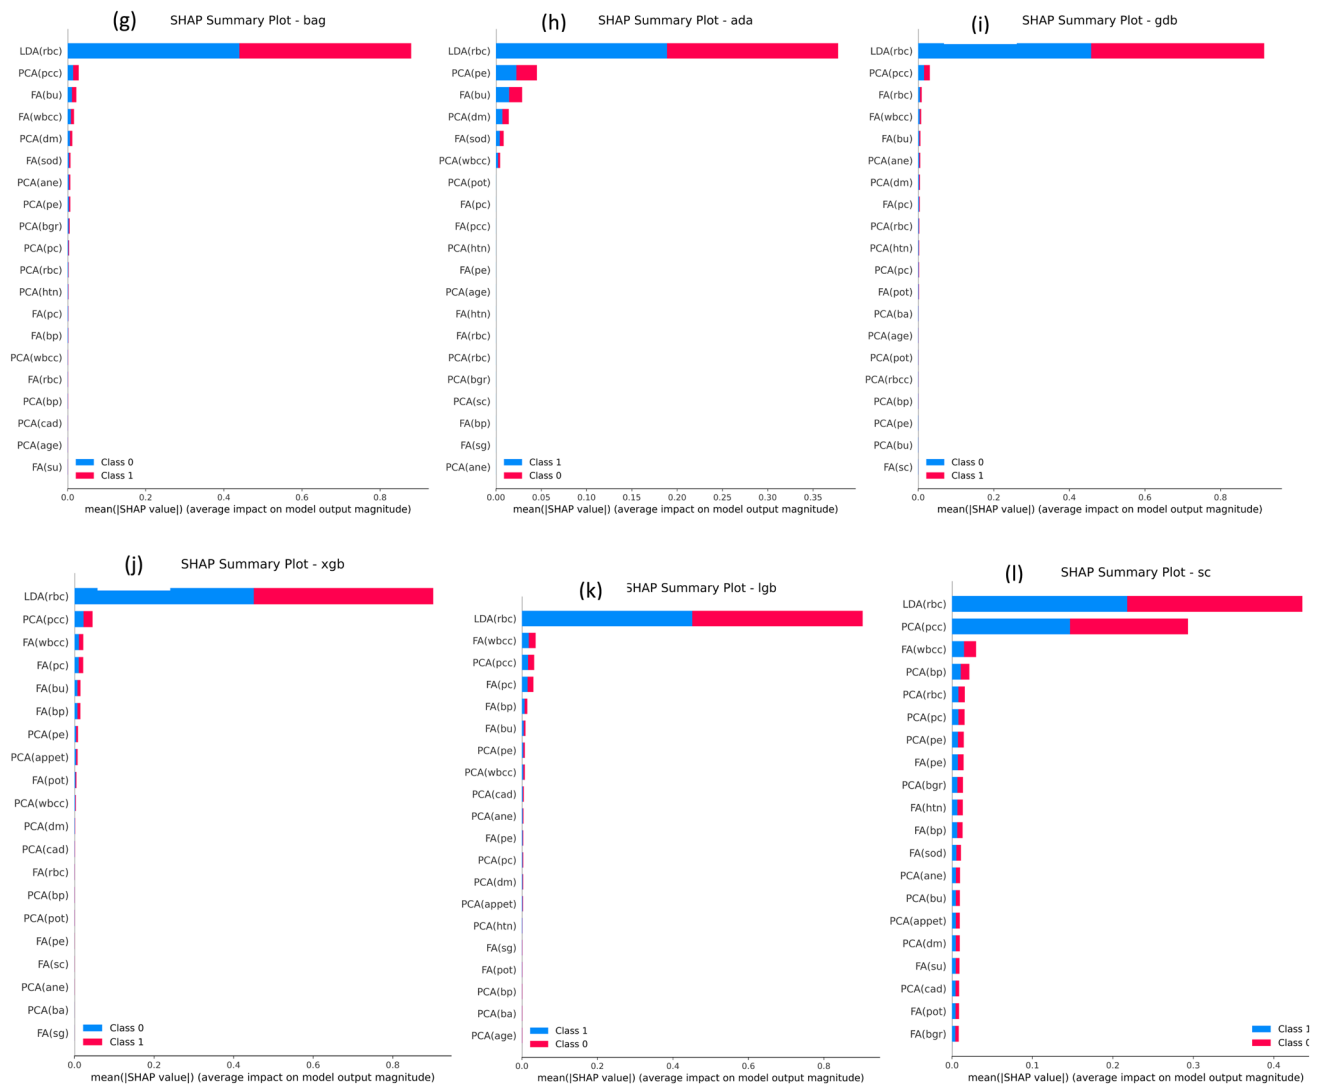 (g)
SHAP Summary Plot - bag
LDA(rbc)
PCA(pcc)
FA(bu)
FA(wbcc)
PCA(dm)
FA(sod)
PCA(ane)
PCA(pe)
PCA(bgr)
PCA(pc)
PCA(rbc)
PCA(htn)
FA(pc)
FA(bp)
PCA(wbcc)
FA(rbc)
PCA(bp)
PCA(cad)
PCA(age)
FA(su)
Class 0
Class 1
0.0 0.2 0.4 0.6 0.8
mean(|SHAP value|) (average impact on model output magnitude)
(h)
SHAP Summary Plot - ada
LDA(rbc)
PCA(pe)
FA(bu)
PCA(dm)
FA(sod)
PCA(wbcc)
PCA(pot)
FA(pc)
FA(pcc)
PCA(htn)
FA(pe)
PCA(age)
FA(htn)
FA(rbc)
PCA(rbc)
PCA(bgr)
PCA(sc)
FA(bp)
FA(sg)
PCA(ane)
Class 1
Class 0
0.00 0.05 0.10 0.15 0.20 0.25 0.30 0.35
mean(|SHAP value|) (average impact on model output magnitude)
(i)
SHAP Summary Plot - gdb
LDA(rbc)
PCA(pcc)
FA(rbc)
FA(wbcc)
FA(bu)
PCA(ane)
PCA(dm)
FA(pc)
PCA(rbc)
PCA(htn)
PCA(pc)
FA(pot)
PCA(ba)
PCA(age)
PCA(pot)
PCA(rbcc)
PCA(bp)
PCA(pe)
PCA(bu)
FA(sc)
Class 0
Class 1
0.0 0.2 0.4 0.6 0.8
mean(|SHAP value|) (average impact on model output magnitude)
(j)
SHAP Summary Plot - xgb
LDA(rbc)
PCA(pcc)
FA(wbcc)
FA(pc)
FA(bu)
FA(bp)
PCA(pe)
PCA(appet)
FA(pot)
PCA(wbcc)
PCA(dm)
PCA(cad)
FA(rbc)
PCA(bp)
PCA(pot)
FA(pe)
FA(sc)
PCA(ane)
PCA(ba)
FA(sg)
Class 0
Class 1
0.0 0.2 0.4 0.6 0.8
mean(|SHAP value|) (average impact on model output magnitude)
(k)
SHAP Summary Plot - lgb
LDA(rbc)
FA(wbcc)
PCA(pcc)
FA(pc)
FA(bp)
FA(bu)
PCA(pe)
PCA(wbcc)
PCA(cad)
PCA(ane)
FA(pe)
PCA(pc)
PCA(dm)
PCA(appet)
PCA(htn)
FA(sg)
FA(pot)
PCA(bp)
PCA(ba)
PCA(age)
Class 1
Class 0
0.0 0.2 0.4 0.6 0.8
mean(|SHAP value|) (average impact on model output magnitude)
(l)
SHAP Summary Plot - sc
LDA(rbc)
PCA(pcc)
FA(wbcc)
PCA(bp)
PCA(rbc)
PCA(pc)
PCA(pe)
FA(pe)
PCA(bgr)
FA(htn)
FA(bp)
FA(sod)
PCA(ane)
PCA(bu)
PCA(appet)
PCA(dm)
FA(su)
PCA(cad)
FA(pot)
FA(bgr)
Class 1
Class 0
0.0 0.1 0.2 0.3 0.4
mean(|SHAP value|) (average impact on model output magnitude)